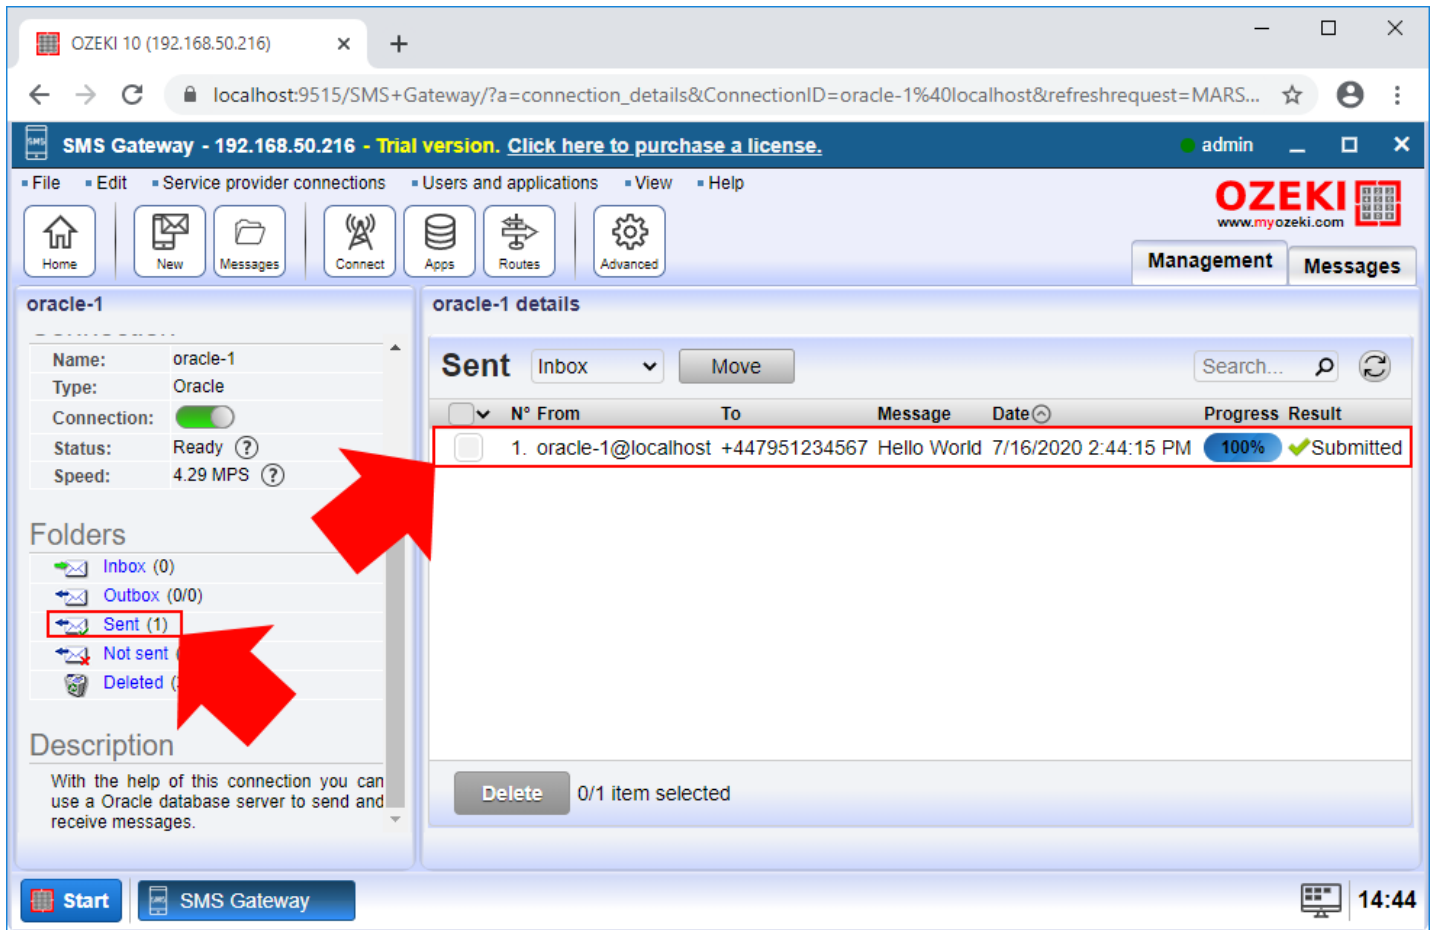 OZEKI 10 (192.168.50.216)
localhost:9515/SMS+Gateway/?a=connection_details&ConnectionID=oracle-1%40localhost&refreshrequest=MARS...
SMS Gateway - 192.168.50.216 - Trial version. Click here to purchase a license.
admin
File Edit Service provider connections Users and applications View Help
OZEKI
www.myozeki.com
Home New Messages Connect Apps Routes Advanced
Management Messages
oracle-1
oracle-1 details
Name: oracle-1
Type: Oracle
Connection:
Status: Ready ?
Speed: 4.29 MPS ?
Folders
Inbox (0)
Outbox (0/0)
Sent (1)
Not sent
Deleted
Description
With the help of this connection you can
use a Oracle database server to send and
receive messages.
Sent Inbox Move Search...
N° From To Message Date Progress Result
1. oracle-1@localhost +447951234567 Hello World 7/16/2020 2:44:15 PM 100% Submitted
Delete 0/1 item selected
Start SMS Gateway 14:44